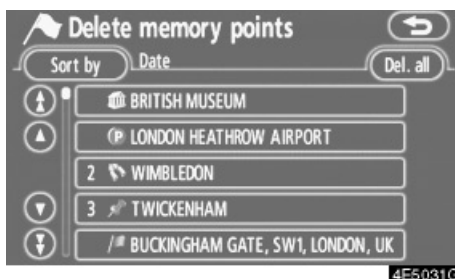 Delete memory points
Sort by Date Del. all
BRITISH MUSEUM
P LONDON HEATHROW AIRPORT
2 WIMBLEDON
3 TWICKENHAM
BUCKINGHAM GATE, SW1, LONDON, UK
4E5031G